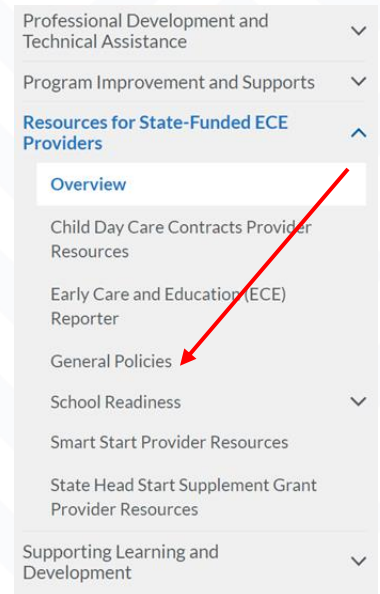 Professional Development and
Technical Assistance
Program Improvement and Supports
Resources for State-Funded ECE
Providers
Overview
Child Day Care Contracts Provider
Resources
Early Care and Education (ECE)
Reporter
General Policies
School Readiness
Smart Start Provider Resources
State Head Start Supplement Grant
Provider Resources
Supporting Learning and
Development